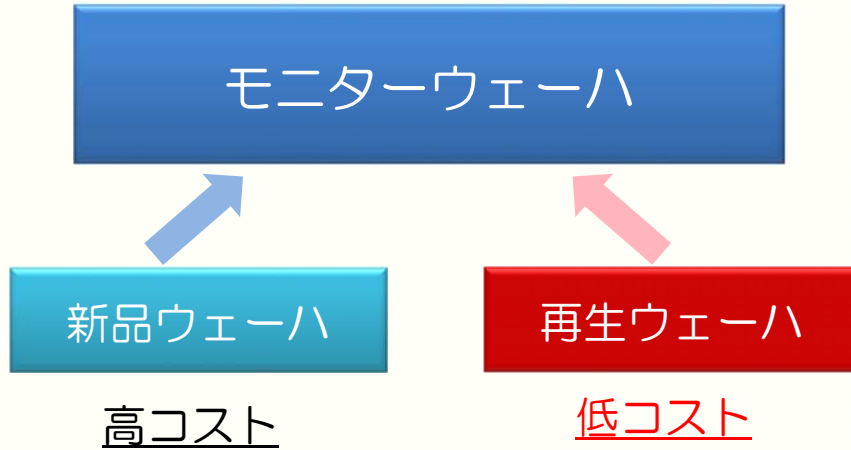 モニターウェーハ
新品ウェーハ
再生ウェーハ
高コスト
低コスト